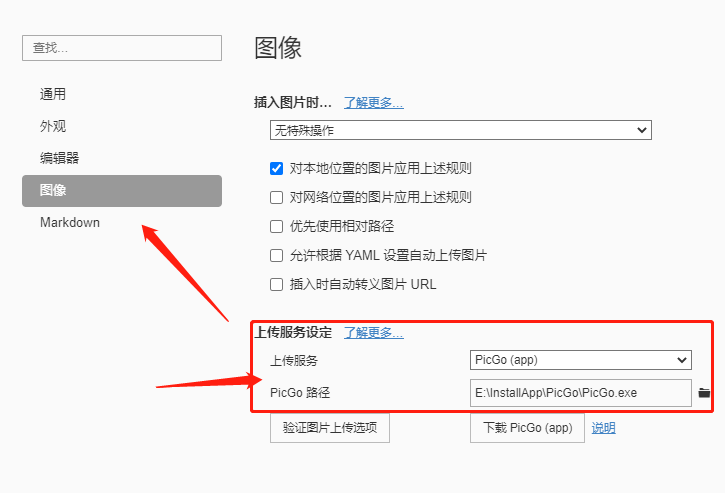 查找...
通用
外观
编辑器
图像
Markdown
图像
插入图片时... 了解更多...
无特殊操作
对本地位置的图片应用上述规则
对网络位置的图片应用上述规则
优先使用相对路径
允许根据 YAML 设置自动上传图片
插入时自动转义图片 URL
上传服务设定 了解更多...
上传服务 PicGo (app)
PicGo 路径 E:\InstallApp\PicGo\PicGo.exe
验证图片上传选项 下载 PicGo (app) 说明